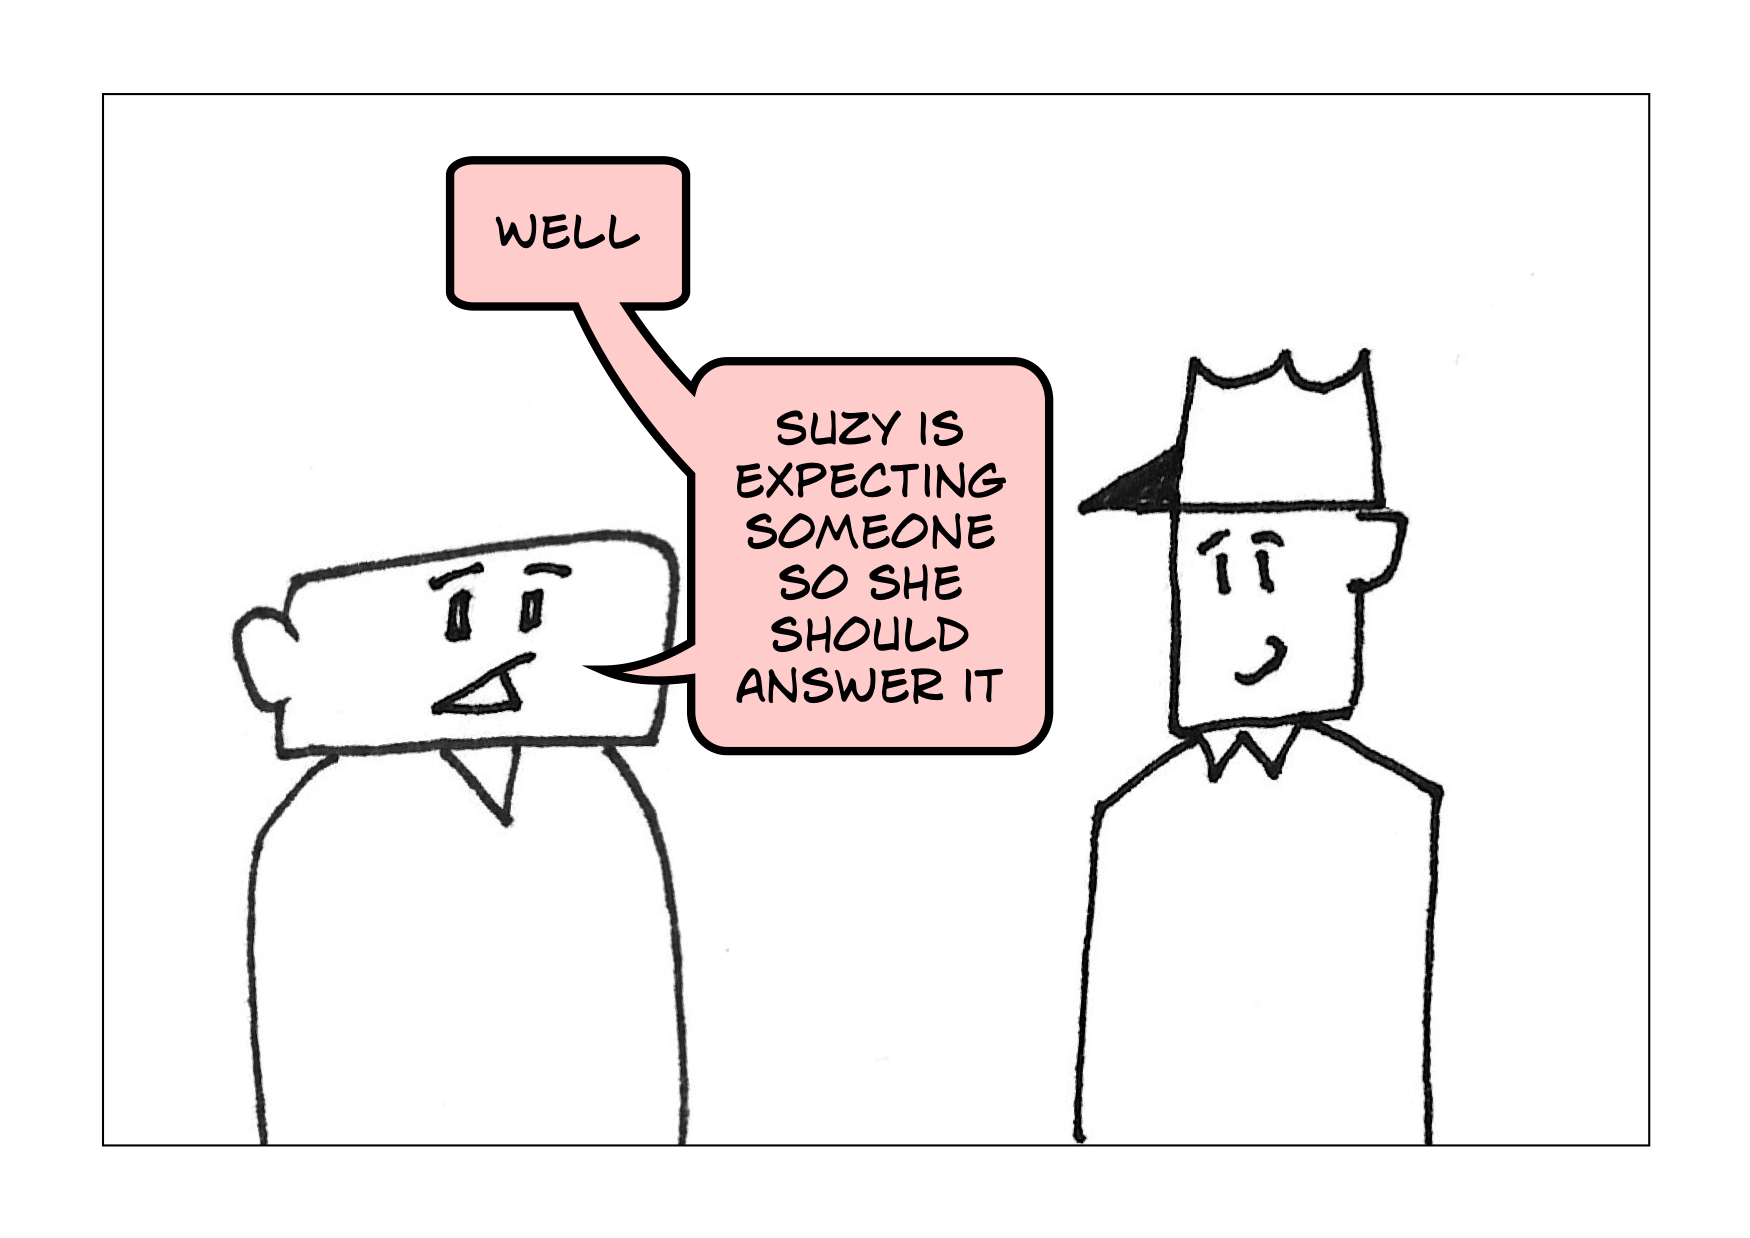 WELL
SUZY IS
EXPECTING
SOMEONE
SO SHE
SHOULD
ANSWER IT